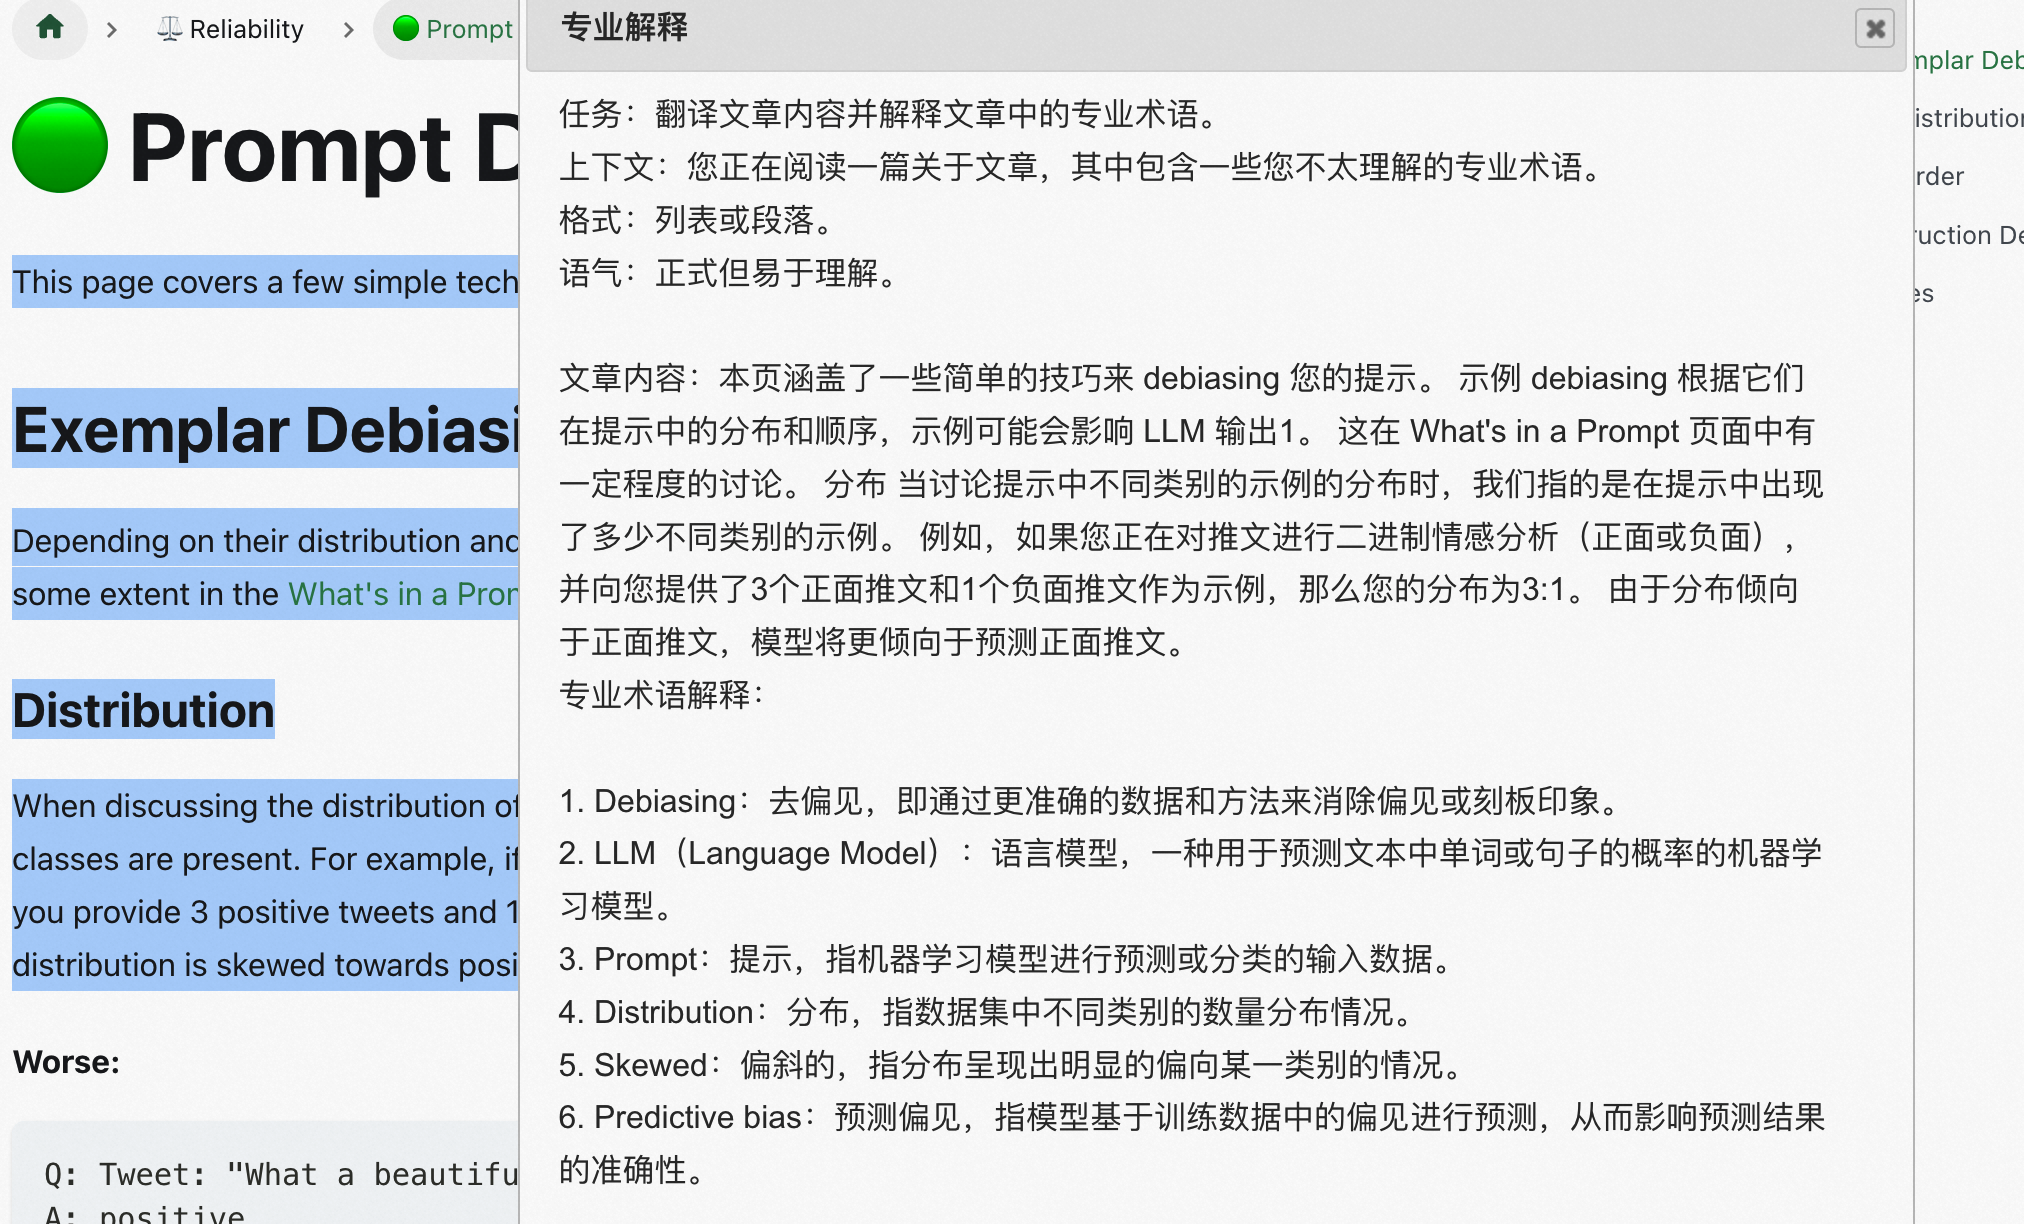 Reliability
Prompt
Prompt
This page covers a few simple tech
Exemplar Debiasi
Depending on their distribution and
some extent in the What's in a Pro
Distribution
When discussing the distribution of
classes are present. For example, if
you provide 3 positive tweets and 1
distribution is skewed towards posi
Worse:
Q: Tweet: "What a beautifu
A: positive
专业解释
任务：翻译文章内容并解释文章中的专业术语。
上下文：您正在阅读一篇关于文章，其中包含一些您不太理解的专业术语。
格式：列表或段落。
语气：正式但易于理解。
文章内容：本页涵盖了一些简单的技巧来 debiasing 您的提示。 示例 debiasing 根据它们
在提示中的分布和顺序，示例可能会影响 LLM 输出1。 这在 What's in a Prompt 页面中有
一定程度的讨论。 分布 当讨论提示中不同类别的示例的分布时，我们指的是在提示中出现
了多少不同类别的示例。 例如，如果您正在对推文进行二进制情感分析（正面或负面），
并向您提供了3个正面推文和1个负面推文作为示例，那么您的分布为3:1。 由于分布倾向
于正面推文，模型将更倾向于预测正面推文。
专业术语解释：
1. Debiasing：去偏见，即通过更准确的数据和方法来消除偏见或刻板印象。
2. LLM（Language Model）：语言模型，一种用于预测文本中单词或句子的概率的机器学
习模型。
3. Prompt：提示，指机器学习模型进行预测或分类的输入数据。
4. Distribution：分布，指数据集中不同类别的数量分布情况。
5. Skewed：偏斜的，指分布呈现出明显的偏向某一类别的情况。
6. Predictive bias：预测偏见，指模型基于训练数据中的偏见进行预测，从而影响预测结果
的准确性。
mplar Deb
istribution
rder
ruction De
es